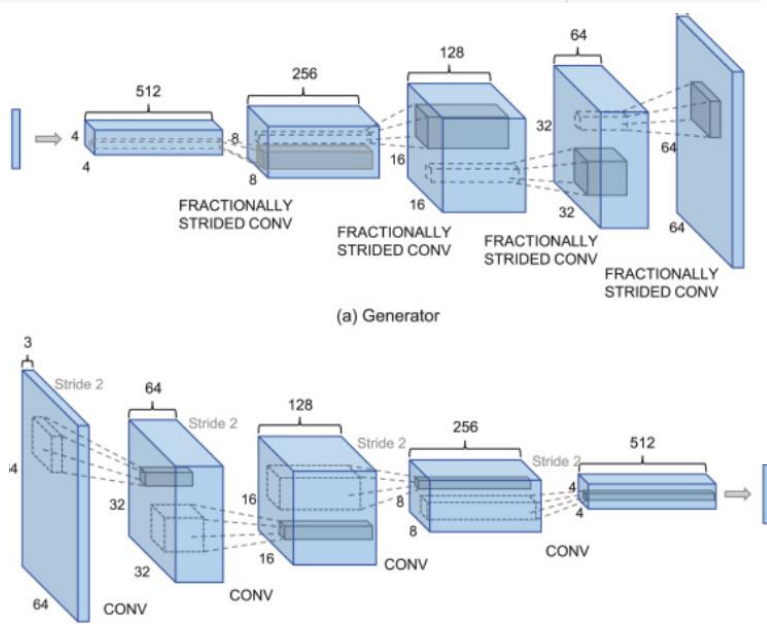 512
4
4
256
8
8
FRACTIONALLY
STRIDED CONV
128
16
16
FRACTIONALLY
STRIDED CONV
64
32
32
FRACTIONALLY
STRIDED CONV
64
64
FRACTIONALLY
STRIDED CONV
(a) Generator
3
Stride 2
64
CONV
64
Stride 2
32
32
CONV
128
Stride 2
16
16
CONV
256
Stride 2
8
8
CONV
512
4
4